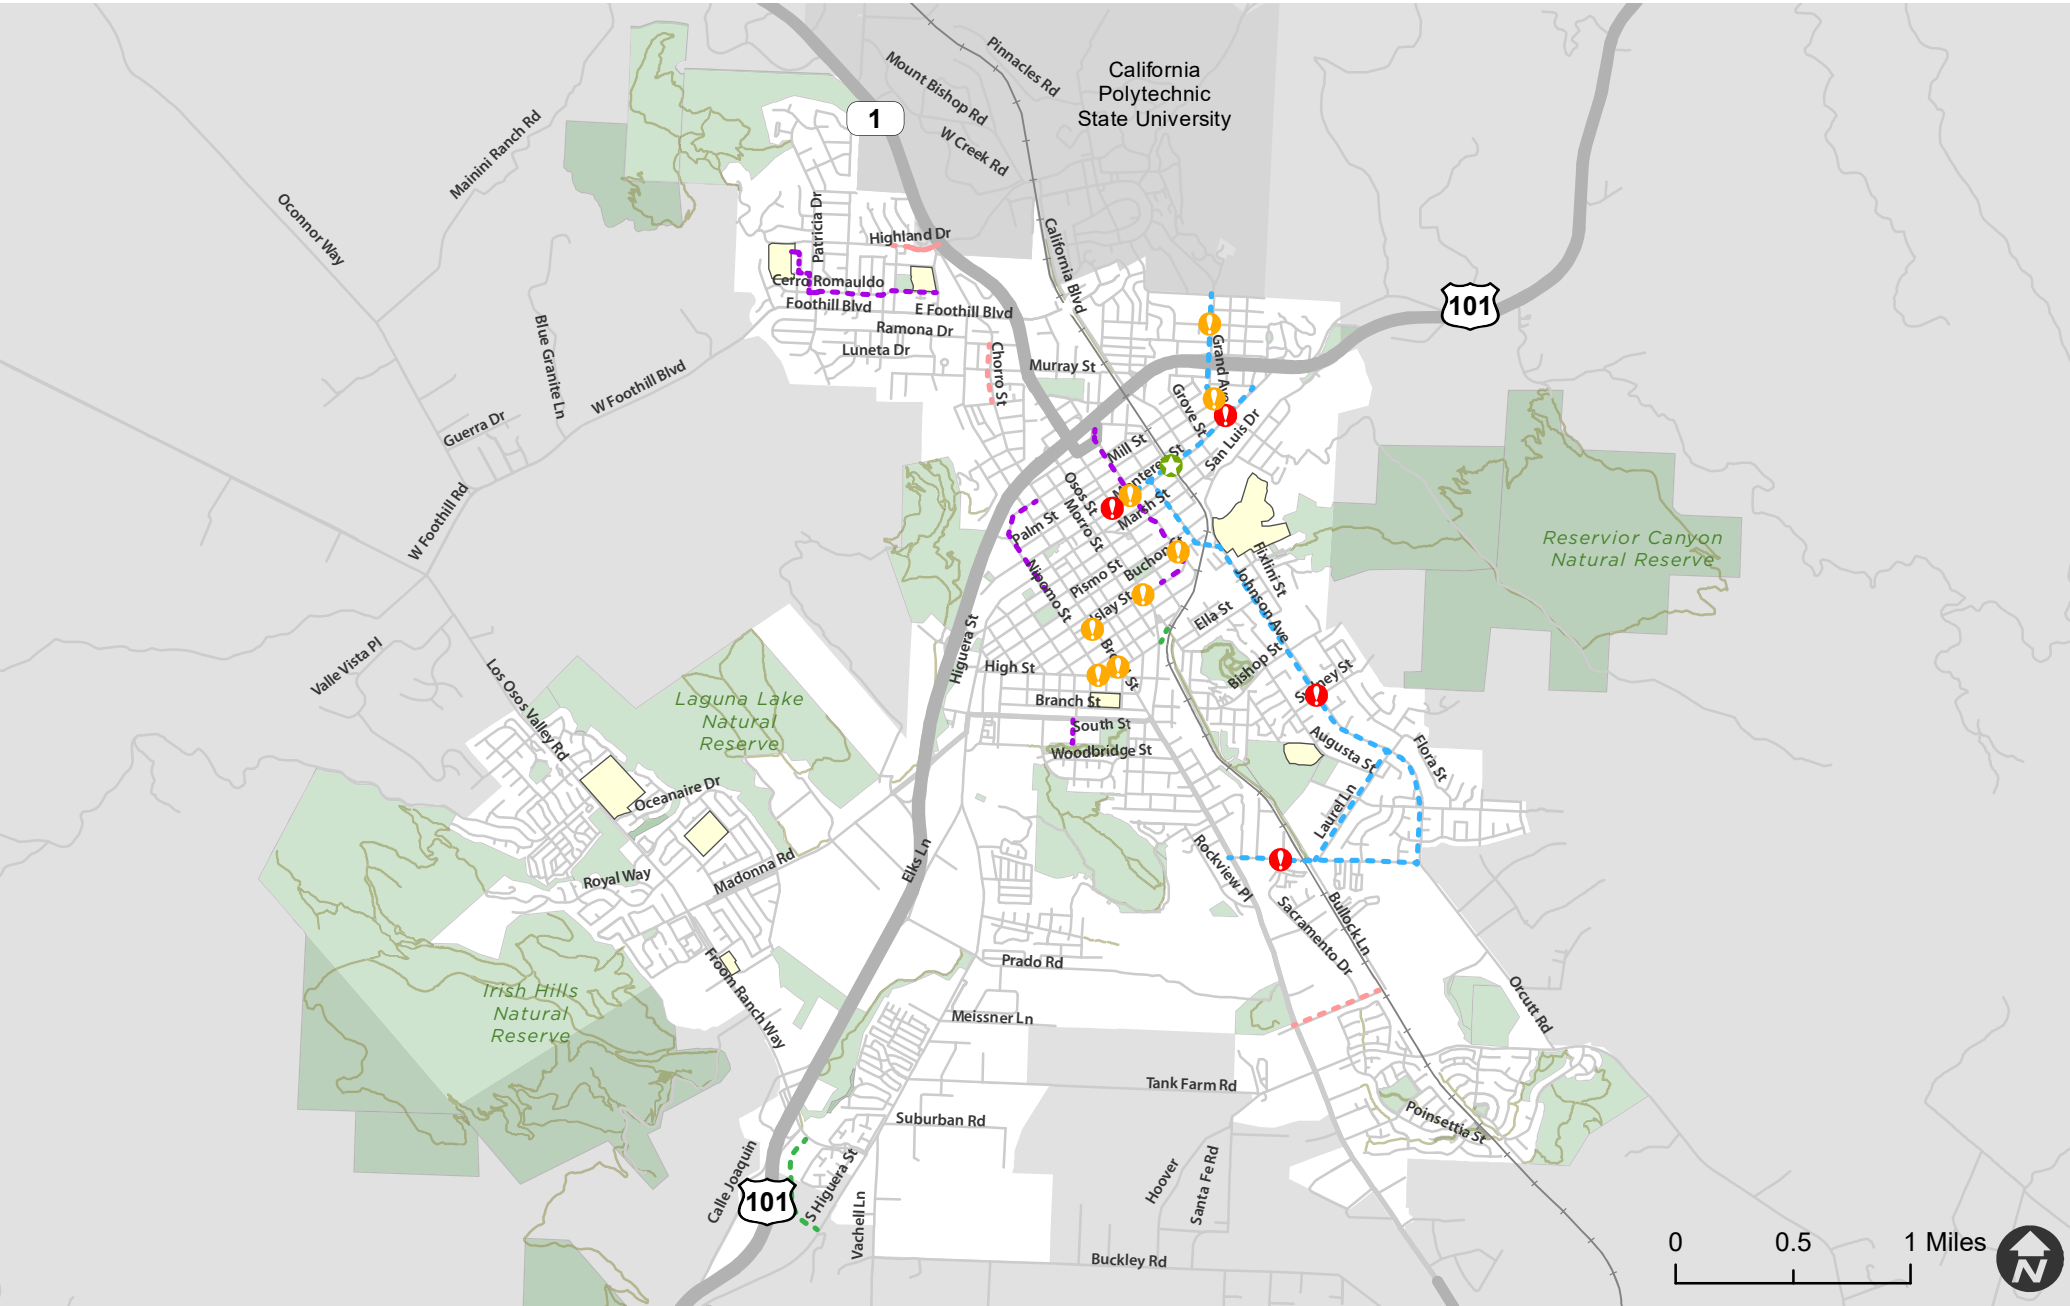 Pinnacles Rd
California
Polytechnic
State University
Mount Bishop Rd
1
W Creek Rd
Mainini Ranch Rd
Oconnor Way
Patricia Dr
Highland Dr
California Blvd
Cerro Romauldo
Foothill Blvd
E Foothill Blvd
101
Ramona Dr
Luneta Dr
Blue Granite Ln
W Foothill Blvd
Chorro St
Murray St
Grand Ave
Grove St
San Luis Dr
Guerra Dr
Mill St
Monterey St
Osos St
Morro St
Marsh St
W Foothill Rd
Palm St
Reservior Canyon
Natural Reserve
Buchon St
Fixlini St
Pismo St
Nipomo St
Johnson Ave
Islay St
Ella St
Higuera St
Valle Vista Pl
Los Osos Valley Rd
High St
Broad St
Bishop St
Sydney St
Laguna Lake
Natural
Reserve
Branch St
South St
Woodbridge St
Augusta St
Flora St
Oceanaire Dr
Laurel Ln
Madonna Rd
Royal Way
Elks Ln
Rockview Pl
Bullock Ln
Sacramento Dr
Froom Ranch Way
Prado Rd
Irish Hills
Natural
Reserve
Meissner Ln
Orcutt Rd
Tank Farm Rd
Suburban Rd
Poinsettia St
Calle Joaquin
101
S Higuera St
Vachell Ln
Hoover
Santa Fe Rd
Buckley Rd
0 0.5 1 Miles
N